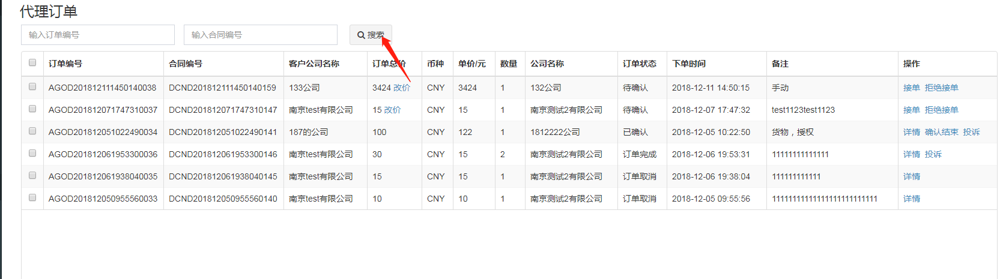 代理订单
输入订单编号 输入合同编号 搜索
订单编号 合同编号 客户公司名称 订单总价 币种 单价/元 数量 公司名称 订单状态 下单时间 备注 操作
AGOD201812111450140038 DCND201812111450140159 133公司 3424 改价 CNY 3424 1 132公司 待确认 2018-12-11 14:50:15 手动 接单 拒绝接单
AGOD201812071747310037 DCND201812071747310147 南京test有限公司 15 改价 CNY 15 1 南京测试2有限公司 待确认 2018-12-07 17:47:32 test1123test1123 接单 拒绝接单
AGOD201812051022490034 DCND201812051022490141 187的公司 100 CNY 122 1 1812222公司 已确认 2018-12-05 10:22:50 货物，授权 详情 确认结束 投诉
AGOD201812061953300036 DCND201812061953300146 南京test有限公司 30 CNY 15 2 南京测试2有限公司 订单完成 2018-12-06 19:53:31 11111111111111 详情 投诉
AGOD201812061938040035 DCND201812061938040145 南京test有限公司 15 CNY 15 1 南京测试2有限公司 订单取消 2018-12-06 19:38:04 111111111111 详情
AGOD201812050955560033 DCND201812050955560140 南京test有限公司 10 CNY 10 1 南京测试2有限公司 订单取消 2018-12-05 09:55:56 11111111111111111111111111 详情